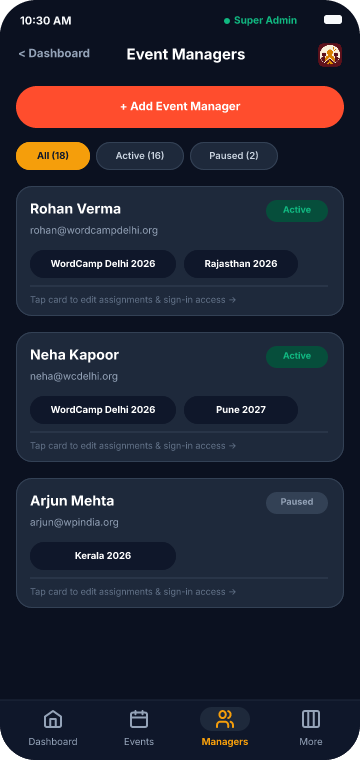 10:30 AM
Super Admin
< Dashboard
Event Managers
+ Add Event Manager
All (18)
Active (16)
Paused (2)
Rohan Verma
Active
rohan@wordcampdelhi.org
WordCamp Delhi 2026
Rajasthan 2026
Tap card to edit assignments & sign-in access →
Neha Kapoor
Active
neha@wcdelhi.org
WordCamp Delhi 2026
Pune 2027
Tap card to edit assignments & sign-in access →
Arjun Mehta
Paused
arjun@wpindia.org
Kerala 2026
Tap card to edit assignments & sign-in access →
Dashboard
Events
Managers
More